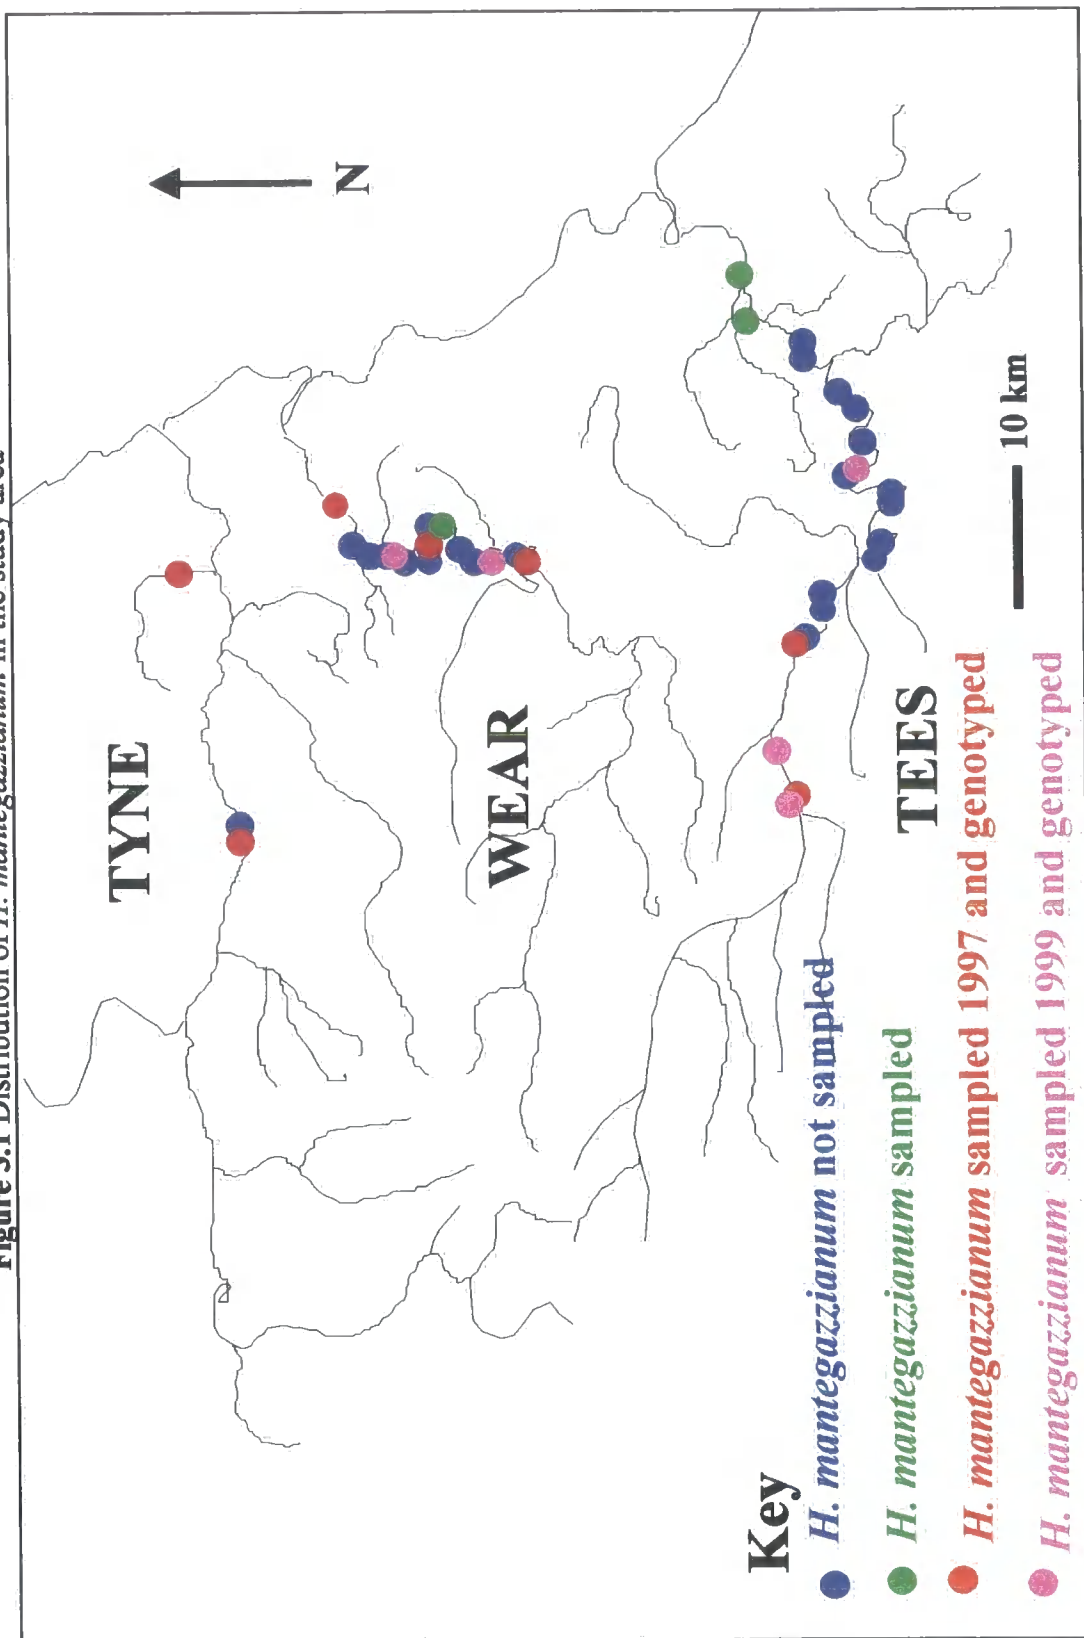 Figure 3.1 Distribution of H. mantegazzianum in the study area
N
TYNE
WEAR
TEES
10 km
Key
H. mantegazzianum not sampled
H. mantegazzianum sampled
H. mantegazzianum sampled 1997 and genotyped
H. mantegazzianum sampled 1999 and genotyped